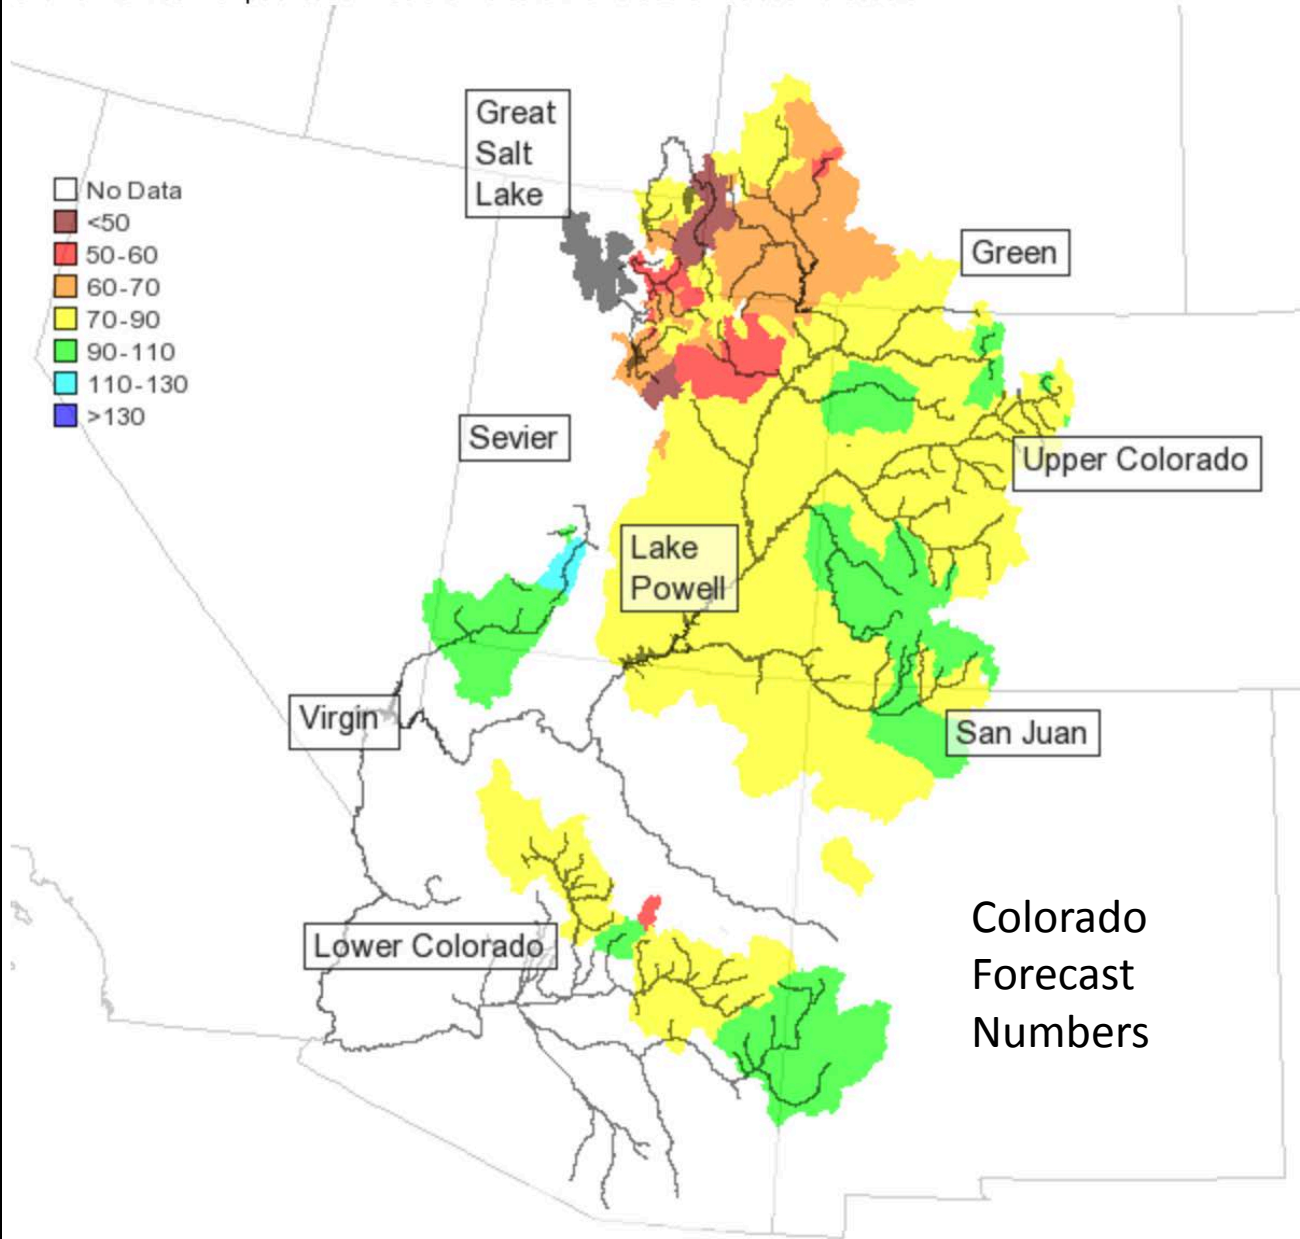 Great
Salt
Lake
No Data
<50
50-60
60-70
70-90
90-110
110-130
>130
Green
Sevier
Upper Colorado
Lake
Powell
Virgin
San Juan
Lower Colorado
Colorado
Forecast
Numbers